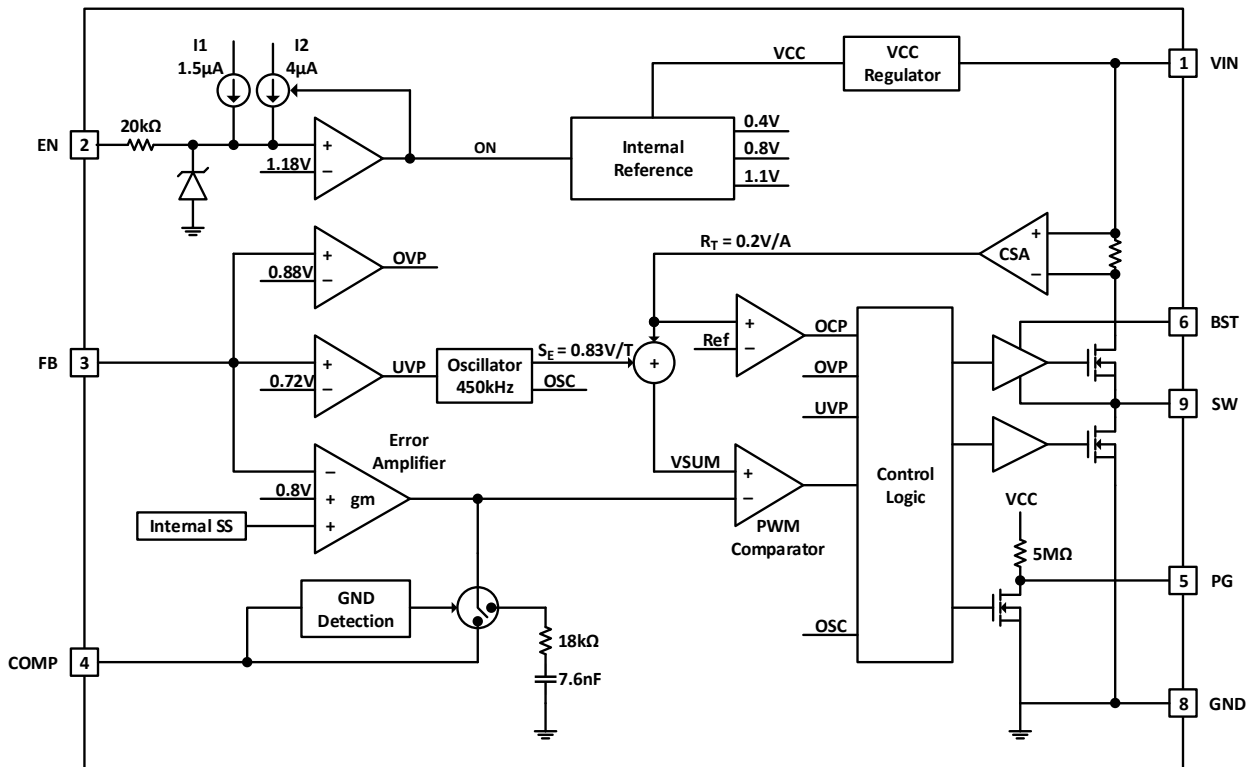 I1
1.5µA
I2
4µA
VCC
VCC
Regulator
1
VIN
EN
2
20kΩ
1.18V
ON
Internal
Reference
0.4V
0.8V
1.1V
RT = 0.2V/A
CSA
0.88V
OVP
FB
3
0.72V
UVP
Oscillator
450kHz
SE = 0.83V/T
OSC
+
Ref
OCP
OVP
UVP
6
BST
9
SW
Error
Amplifier
gm
0.8V
Internal SS
VSUM
PWM
Comparator
Control
Logic
VCC
5MΩ
5
PG
GND
Detection
COMP
4
18kΩ
7.6nF
OSC
8
GND